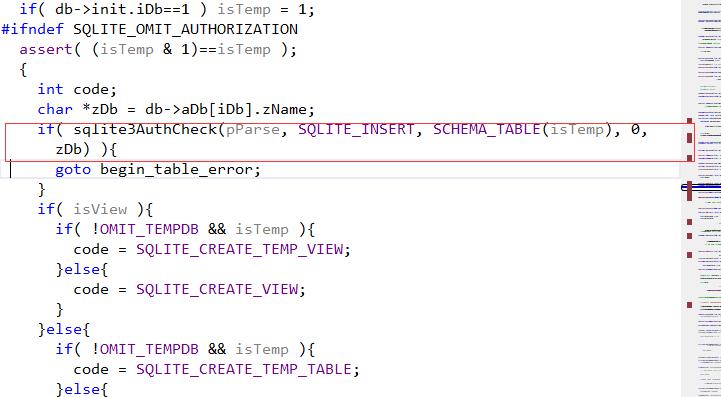 if( db->init.iDb==1 ) isTemp = 1;
#ifndef SQLITE_OMIT_AUTHORIZATION
assert( (isTemp & 1)==isTemp );
{
int code;
char *zDb = db->aDb[iDb].zName;
if( sqlite3AuthCheck(pParse, SQLITE_INSERT, SCHEMA_TABLE(isTemp), 0,
zDb) ){
goto begin_table_error;
}
if( isView ){
if( !OMIT_TEMPDB && isTemp ){
code = SQLITE_CREATE_TEMP_VIEW;
}else{
code = SQLITE_CREATE_VIEW;
}
}else{
if( !OMIT_TEMPDB && isTemp ){
code = SQLITE_CREATE_TEMP_TABLE;
}else{